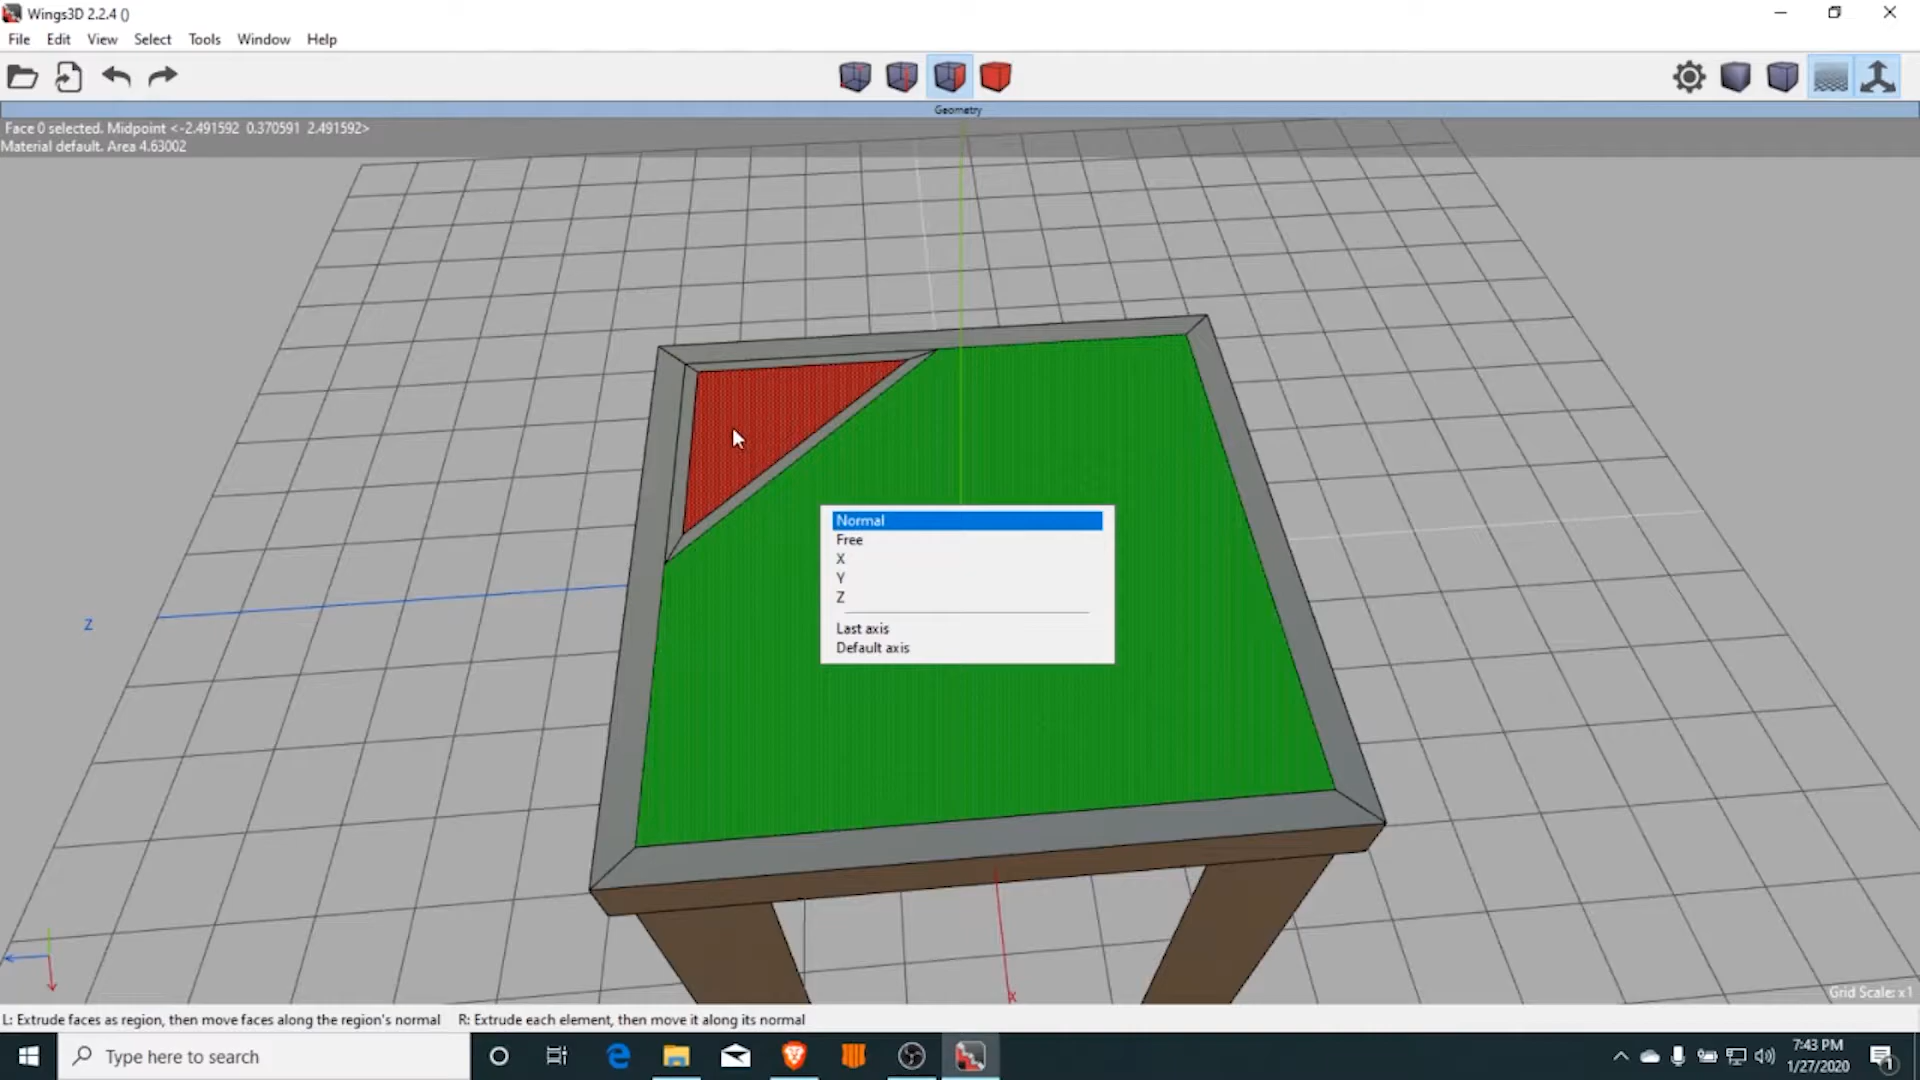 Wings3D 2.2.4 ()
File Edit View Select Tools Window Help
Geometry
Face 0 selected. Midpoint <-2.491592 0.370591 2.491592>
Material default. Area 4.63002
Normal
Free
X
Y
Z
Last axis
Default axis
Z
X
Grid Scale: x1
L: Extrude faces as region, then move faces along the region's normal R: Extrude each element, then move it along its normal
Type here to search
7:43 PM
1/27/2020
1